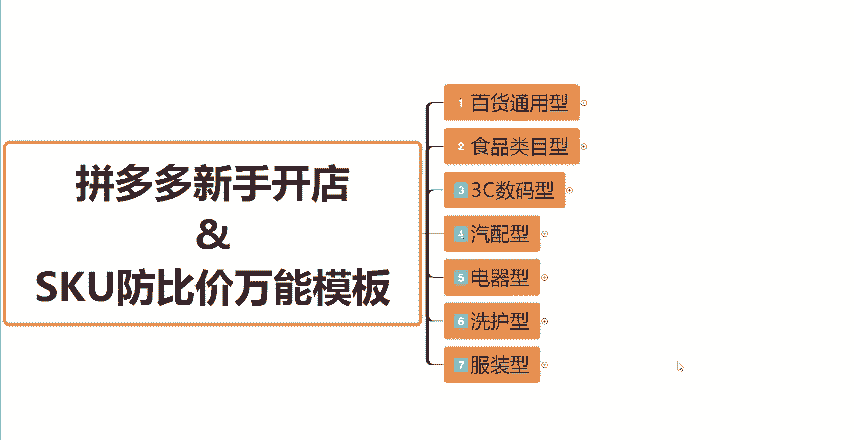 拼多多新手开店
&
SKU防比价万能模板
1 百货通用型
2 食品类目型
3 3C数码型
4 汽配型
5 电器型
6 洗护型
7 服装型